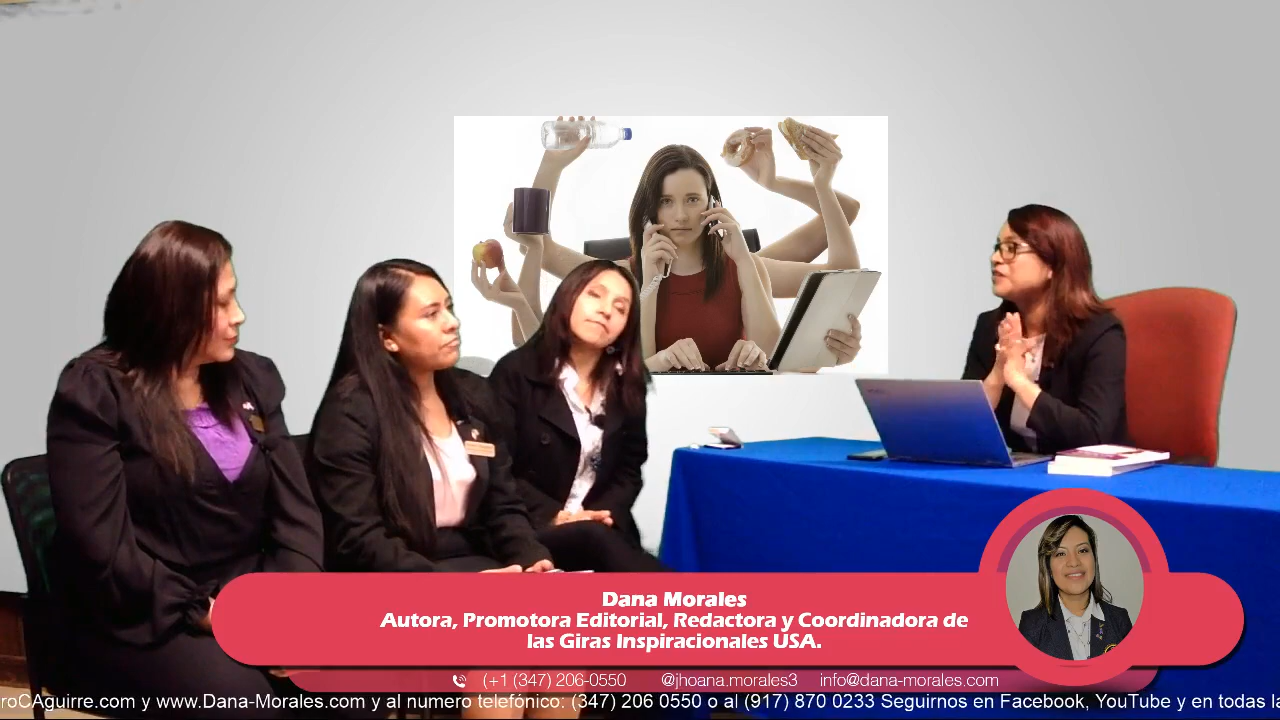 Dana Morales
Autora, Promotora Editorial, Redactora y Coordinadora de
las Giras Inspiracionales USA.
(+1 (347) 206-0550 @jhoana.morales3 info@dana-morales.com
roCAguirre.com y www.Dana-Morales.com y al numero telefónico: (347) 206 0550 o al (917) 870 0233 Seguirnos en Facebook, YouTube y en todas la